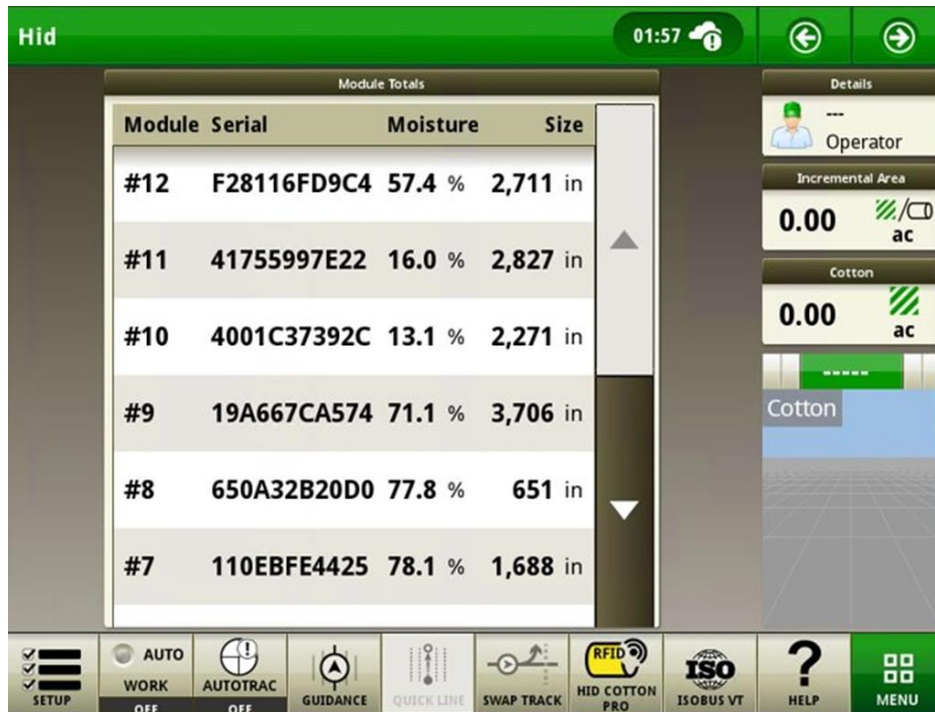 Hid
01:57
Module Totals
Module Serial Moisture Size
#12 F28116FD9C4 57.4 % 2,711 in
#11 41755997E22 16.0 % 2,827 in
#10 4001C37392C 13.1 % 2,271 in
#9 19A667CA574 71.1 % 3,706 in
#8 650A32B20D0 77.8 % 651 in
#7 110EBFE4425 78.1 % 1,688 in
Details
---
Operator
Incremental Area
0.00 ac
Cotton
0.00 ac
-----
Cotton
SETUP
AUTO
WORK
OFF
AUTOTRAC
OFF
GUIDANCE
QUICK LINE
SWAP TRACK
RFID
HID COTTON
PRO
ISO
ISOBUS VT
?
HELP
MENU